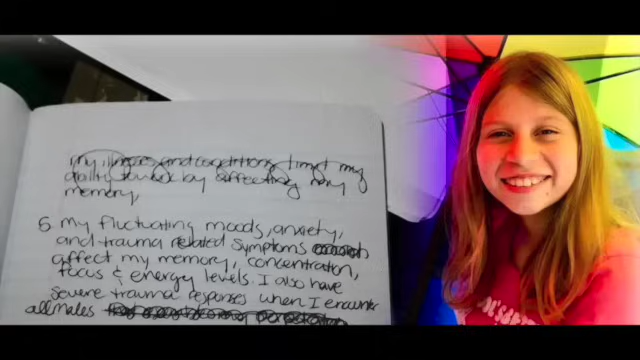 my illnesses and conditions limit my
ability to work by affecting my
memory,
5. my fluctuating moods, anxiety,
and trauma related symptoms
affect my memory, concentration,
focus & energy levels. I also have
severe trauma responses when I encounter
all males